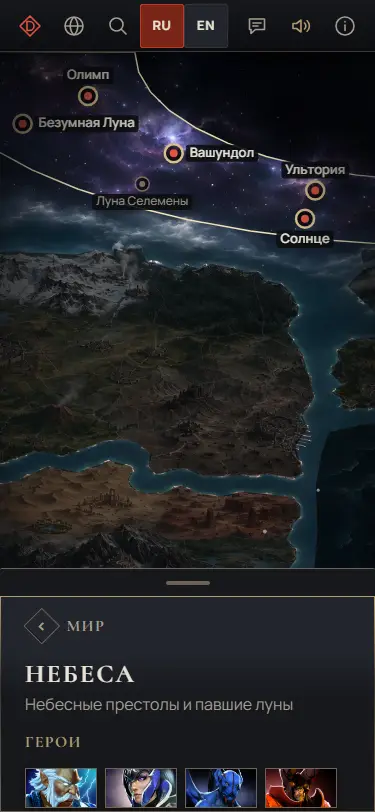 RU EN
Олимп
Безумная Луна
Вашундол
Ультория
Луна Селемены
Солнце
МИР
НЕБЕСА
Небесные престолы и павшие луны
ГЕРОИ